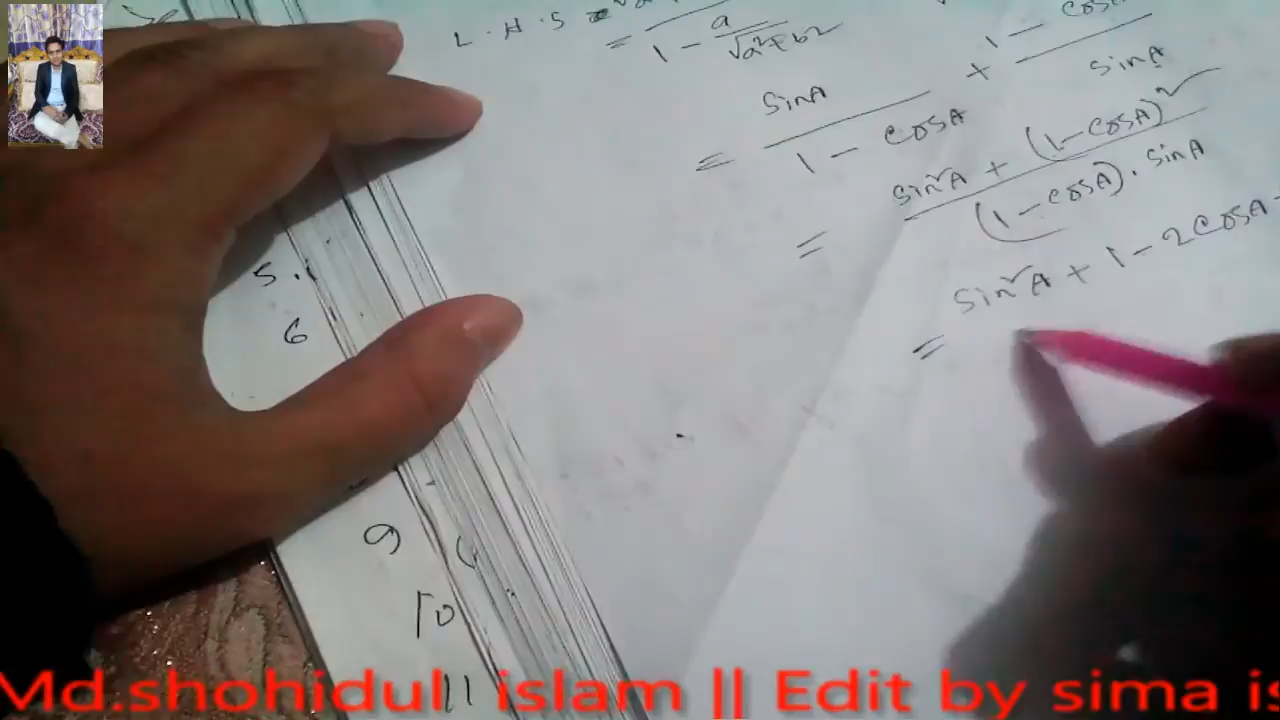 L.H.S =
= 1 - a/√a²+b²
= sinA/1 - cosA + 1 - cos/sinA
= sin²A + (1-cosA)²/(1-cosA).sinA
= sin²A + 1 - 2cosA-
5.
6
9
10
11
Md.shohidul islam || Edit by sima is